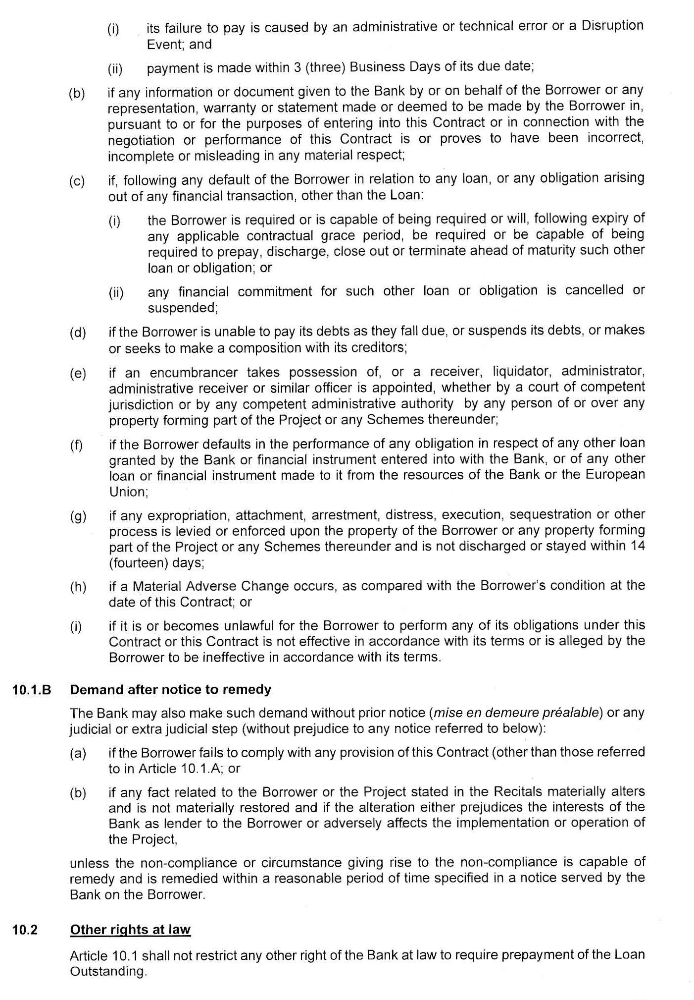 (i) its failure to pay is caused by an administrative or technical error or a Disruption
Event; and
(ii) payment is made within 3 (three) Business Days of its due date;
(b) if any information or document given to the Bank by or on behalf of the Borrower or any
representation, warranty or statement made or deemed to be made by the Borrower in,
pursuant to or for the purposes of entering into this Contract or in connection with the
negotiation or performance of this Contract is or proves to have been incorrect,
incomplete or misleading in any material respect;
(c) if, following any default of the Borrower in relation to any loan, or any obligation arising
out of any financial transaction, other than the Loan:
(i) the Borrower is required or is capable of being required or will, following expiry of
any applicable contractual grace period, be required or be capable of being
required to prepay, discharge, close out or terminate ahead of maturity such other
loan or obligation; or
(ii) any financial commitment for such other loan or obligation is cancelled or
suspended;
(d) if the Borrower is unable to pay its debts as they fall due, or suspends its debts, or makes
or seeks to make a composition with its creditors;
(e) if an encumbrancer takes possession of, or a receiver, liquidator, administrator,
administrative receiver or similar officer is appointed, whether by a court of competent
jurisdiction or by any competent administrative authority by any person of or over any
property forming part of the Project or any Schemes thereunder;
(f) if the Borrower defaults in the performance of any obligation in respect of any other loan
granted by the Bank or financial instrument entered into with the Bank, or of any other
loan or financial instrument made to it from the resources of the Bank or the European
Union;
(g) if any expropriation, attachment, arrestment, distress, execution, sequestration or other
process is levied or enforced upon the property of the Borrower or any property forming
part of the Project or any Schemes thereunder and is not discharged or stayed within 14
(fourteen) days;
(h) if a Material Adverse Change occurs, as compared with the Borrower's condition at the
date of this Contract; or
(i) if it is or becomes unlawful for the Borrower to perform any of its obligations under this
Contract or this Contract is not effective in accordance with its terms or is alleged by the
Borrower to be ineffective in accordance with its terms.
10.1.B Demand after notice to remedy
The Bank may also make such demand without prior notice (mise en demeure préalable) or any
judicial or extra judicial step (without prejudice to any notice referred to below):
(a) if the Borrower fails to comply with any provision of this Contract (other than those referred
to in Article 10.1.A; or
(b) if any fact related to the Borrower or the Project stated in the Recitals materially alters
and is not materially restored and if the alteration either prejudices the interests of the
Bank as lender to the Borrower or adversely affects the implementation or operation of
the Project,
unless the non-compliance or circumstance giving rise to the non-compliance is capable of
remedy and is remedied within a reasonable period of time specified in a notice served by the
Bank on the Borrower.
10.2 Other rights at law
Article 10.1 shall not restrict any other right of the Bank at law to require prepayment of the Loan
Outstanding.